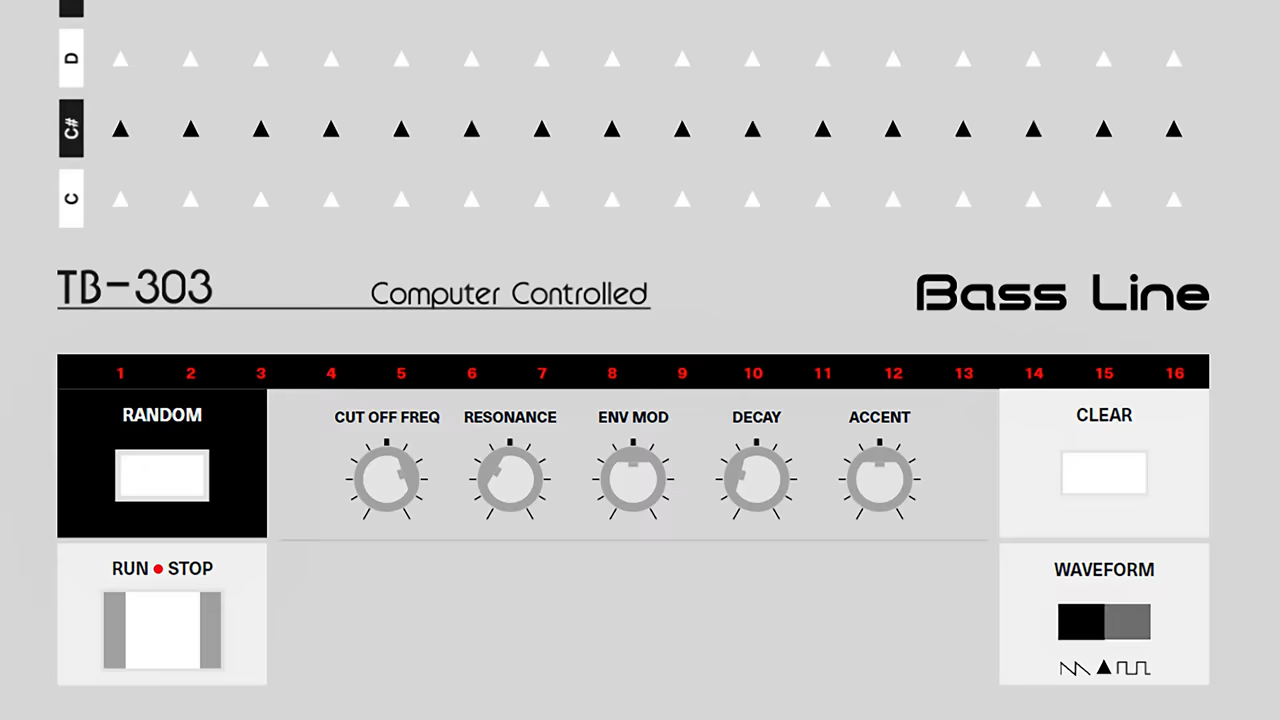 D
C#
C
TB-303 Computer Controlled Bass Line
1 2 3 4 5 6 7 8 9 10 11 12 13 14 15 16
RANDOM CUT OFF FREQ RESONANCE ENV MOD DECAY ACCENT CLEAR
RUN • STOP WAVEFORM